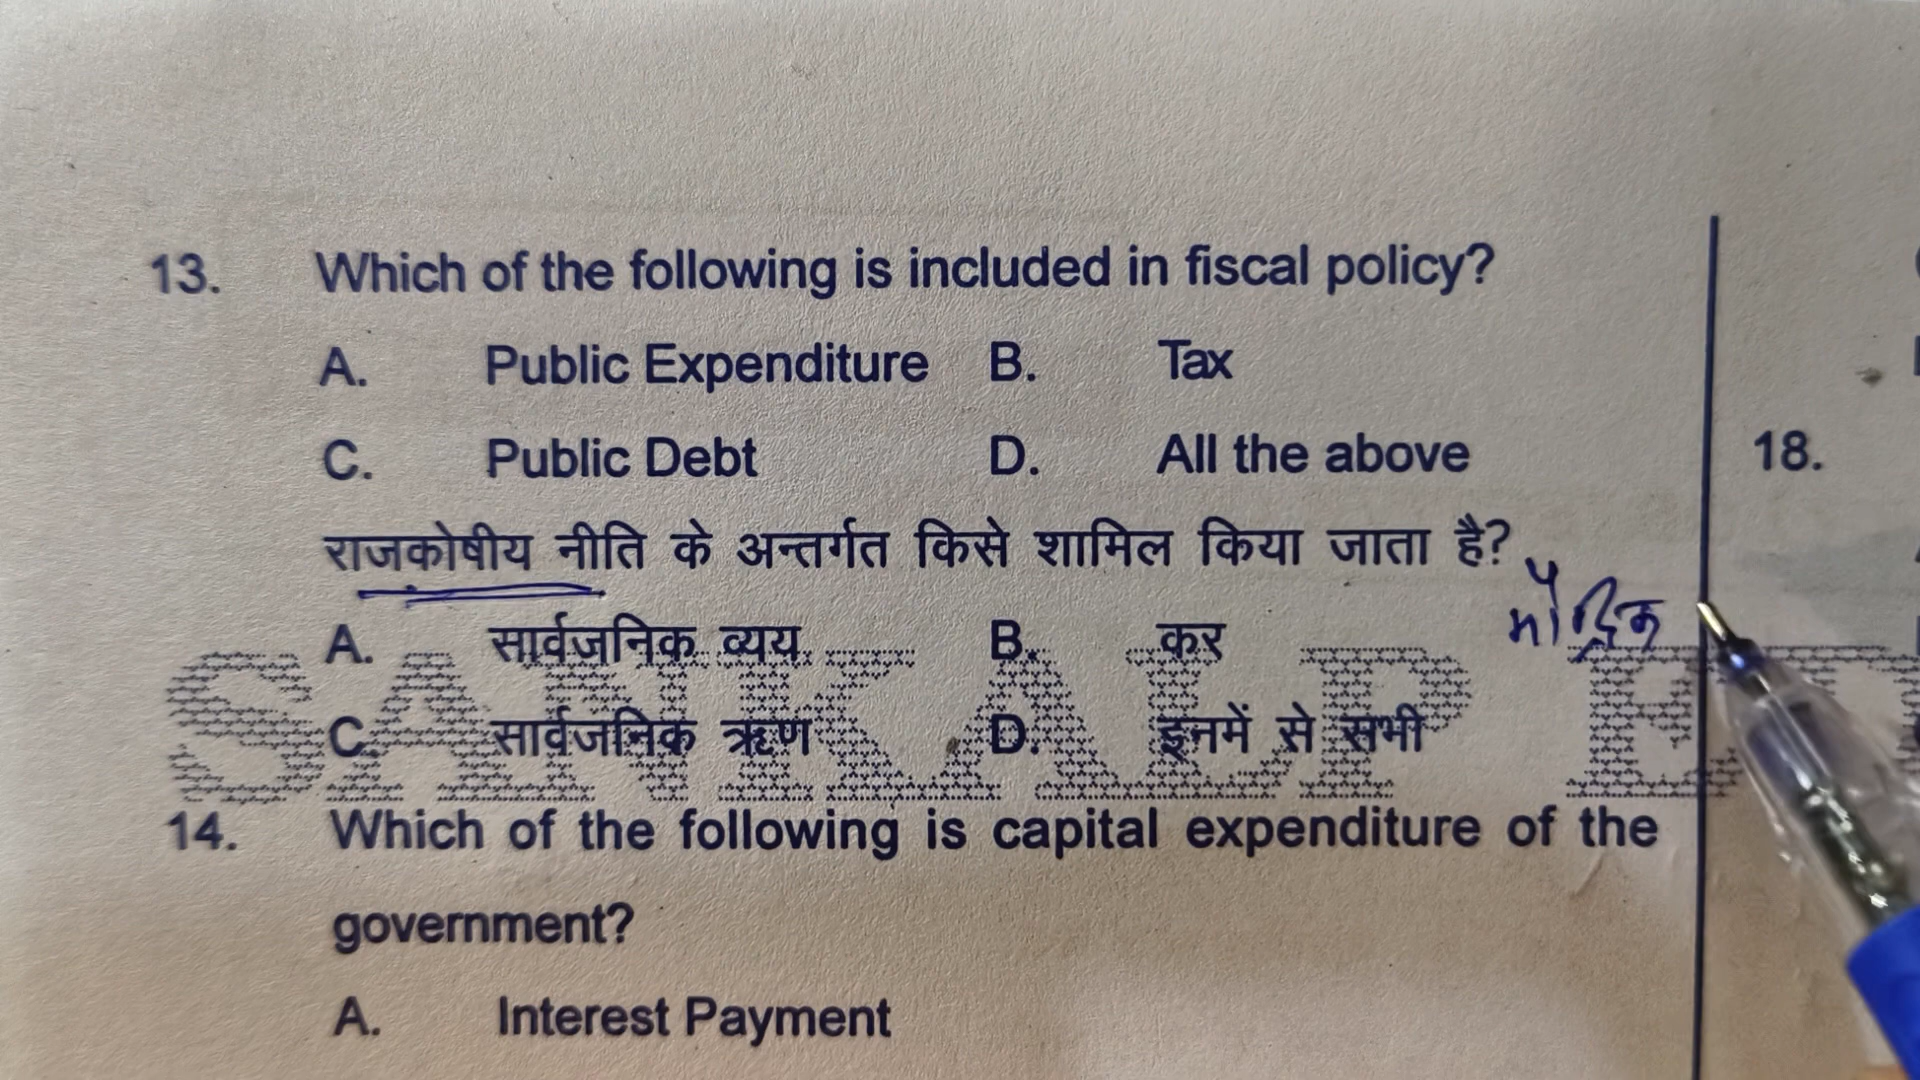 13. Which of the following is included in fiscal policy?
A. Public Expenditure B. Tax
C. Public Debt D. All the above
18.
राजकोषीय नीति के अन्तर्गत किसे शामिल किया जाता है?
मौद्रिक
A. सार्वजनिक व्यय B. कर
C. सार्वजनिक ऋण D. इनमें से सभी
SANKALP
14. Which of the following is capital expenditure of the
government?
A. Interest Payment